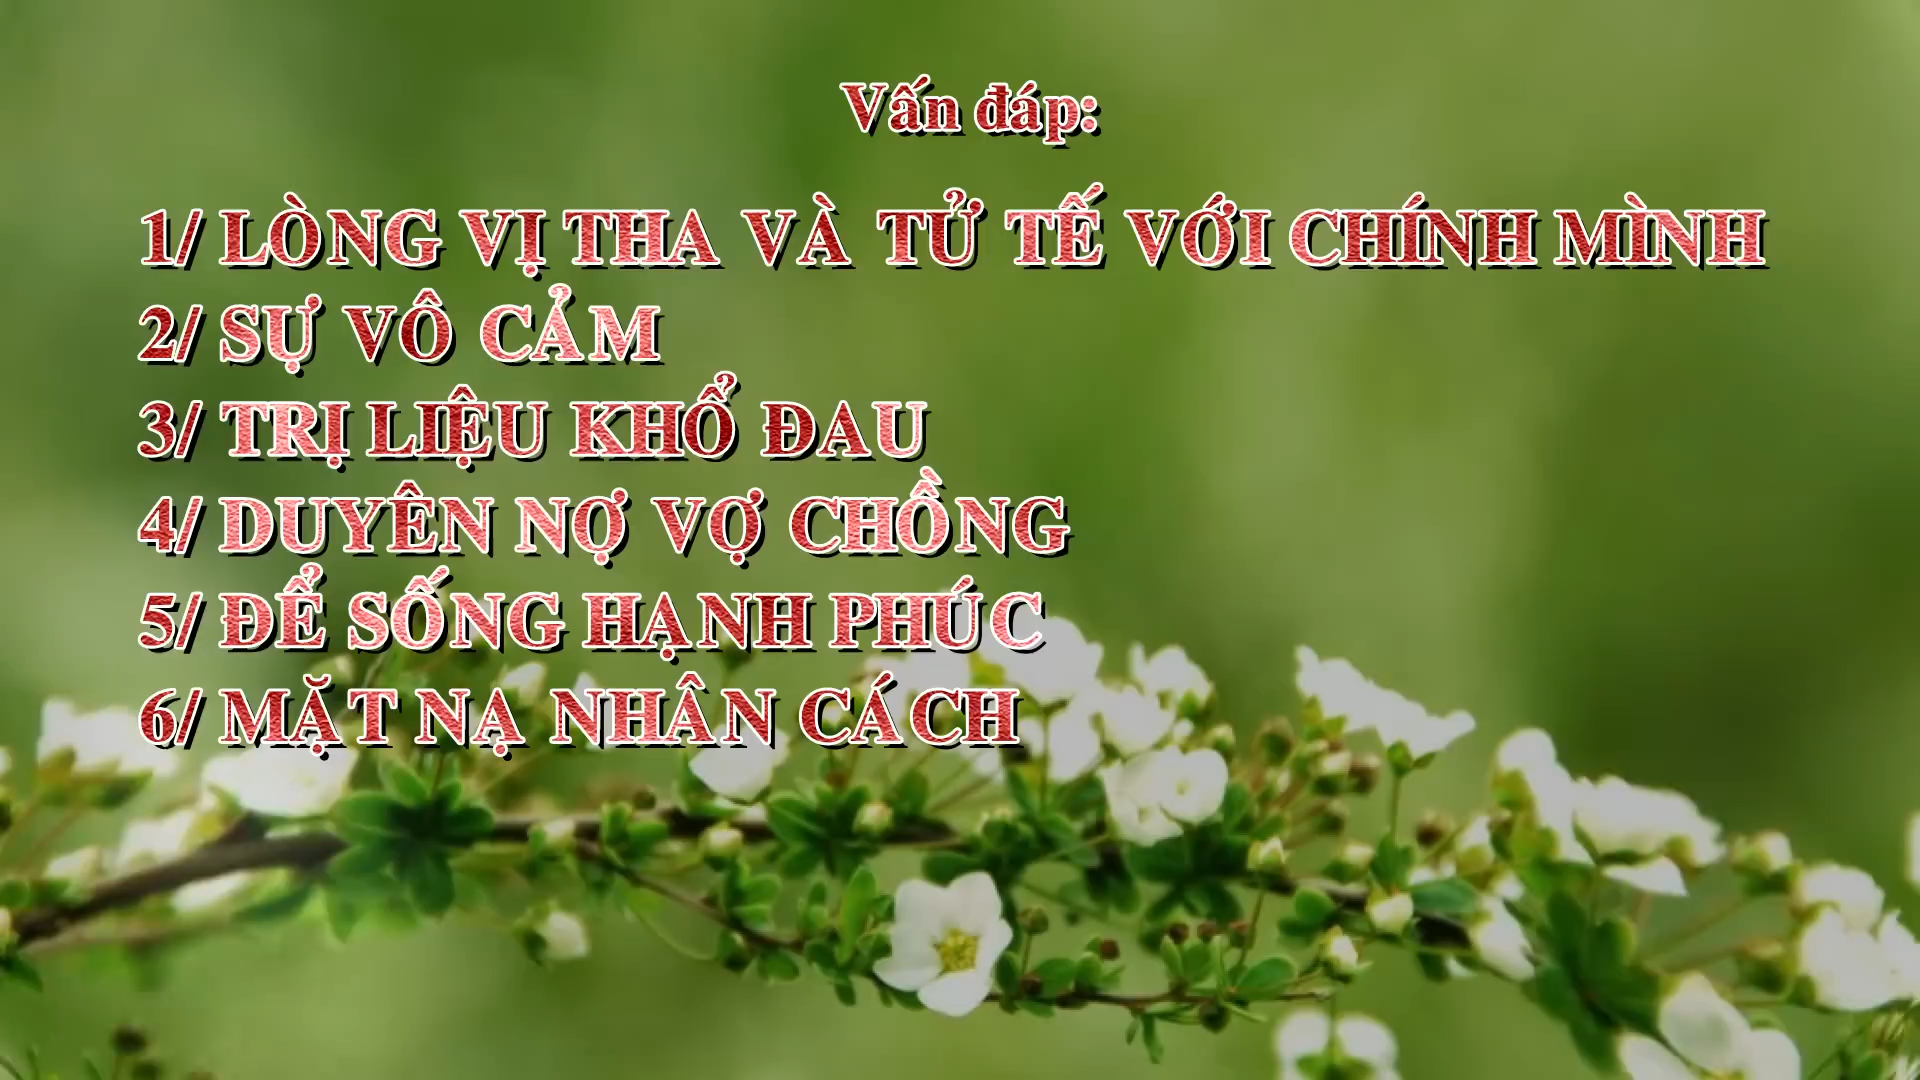 Vấn đáp:
1/ LÒNG VỊ THA VÀ TỬ TẾ VỚI CHÍNH MÌNH
2/ SỰ VÔ CẢM
3/ TRỊ LIỆU KHỔ ĐAU
4/ DUYÊN NỢ VỢ CHỒNG
5/ ĐỂ SỐNG HẠNH PHÚC
6/ MẶT NẠ NHÂN CÁCH